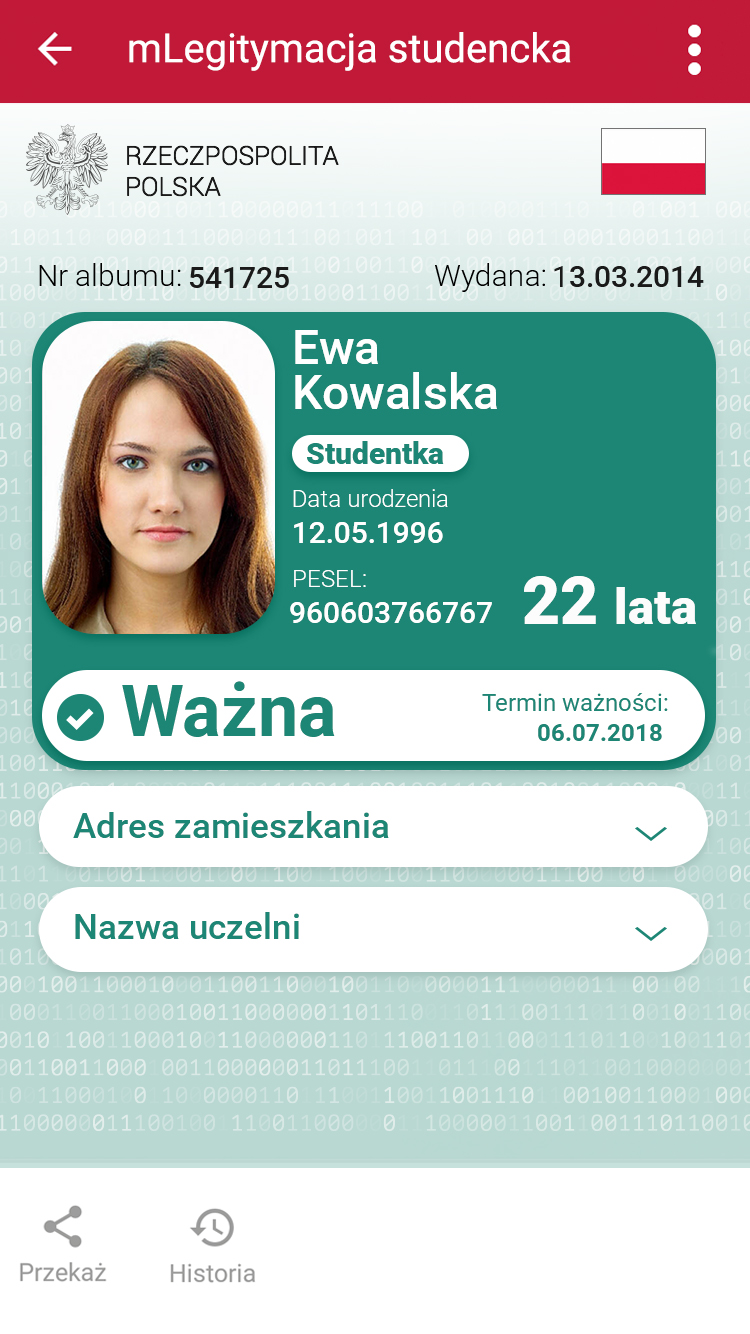 mLegitymacja studencka
RZECZPOSPOLITA
POLSKA
Nr albumu: 541725
Wydana: 13.03.2014
Ewa
Kowalska
Studentka
Data urodzenia
12.05.1996
PESEL:
960603766767
22 lata
Ważna
Termin ważności:
06.07.2018
Adres zamieszkania
Nazwa uczelni
Przekaż
Historia